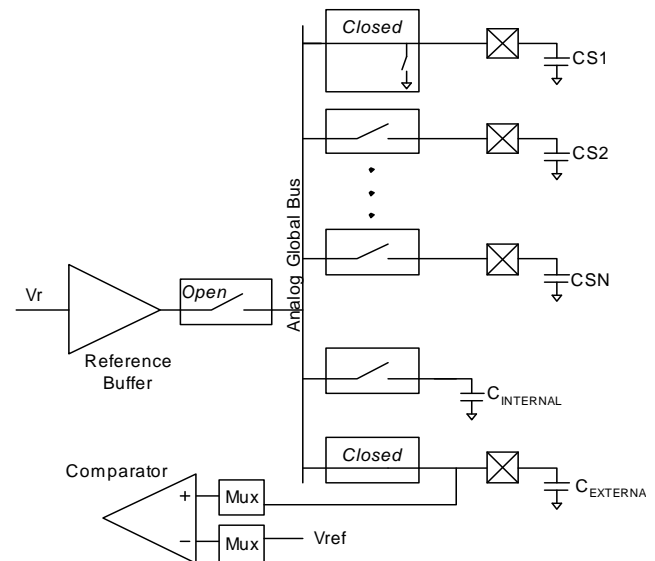 Closed
CS1
CS2
Analog Global Bus
CSN
Vr
Open
Reference
Buffer
CINTERNAL
Closed
Comparator
+
Mux
CEXTERNA
−
Mux
Vref